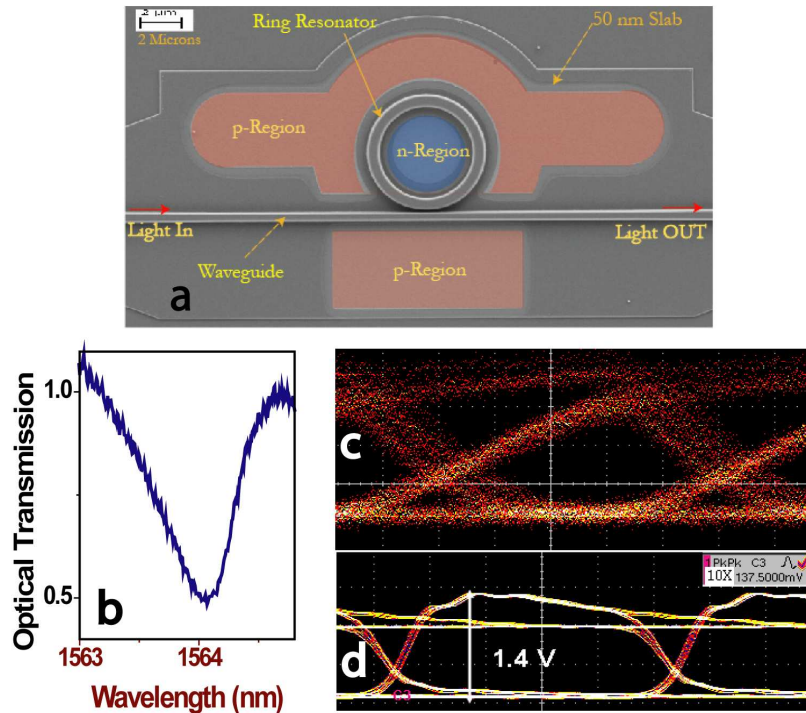 2 Microns
Ring Resonator
50 nm Slab
p-Region
n-Region
Light In
Light OUT
Waveguide
p-Region
a
1.0
0.5
Optical Transmission
b
1563
1564
Wavelength (nm)
c
1PkPk C3
10X
137.5000mV
d
1.4 V
C3